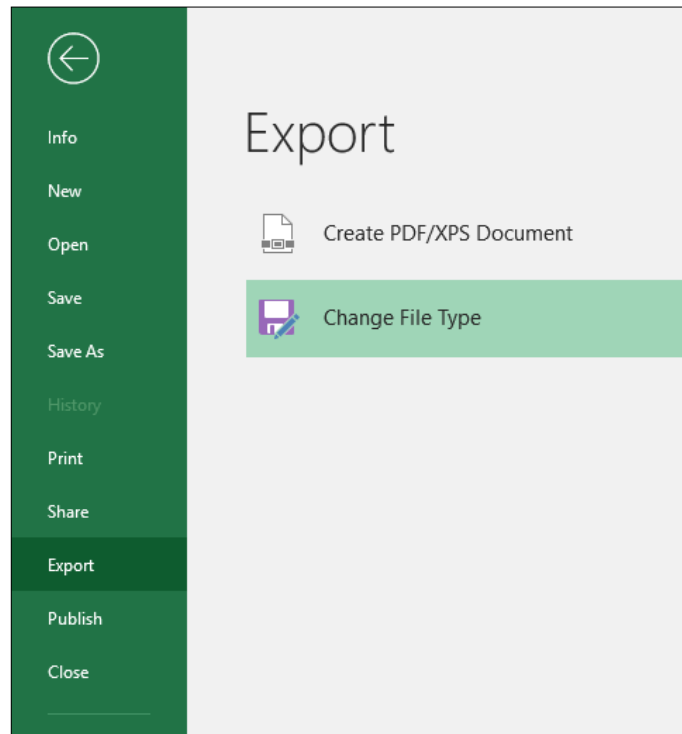 Info
New
Open
Save
Save As
History
Print
Share
Export
Publish
Close
Export
Create PDF/XPS Document
Change File Type